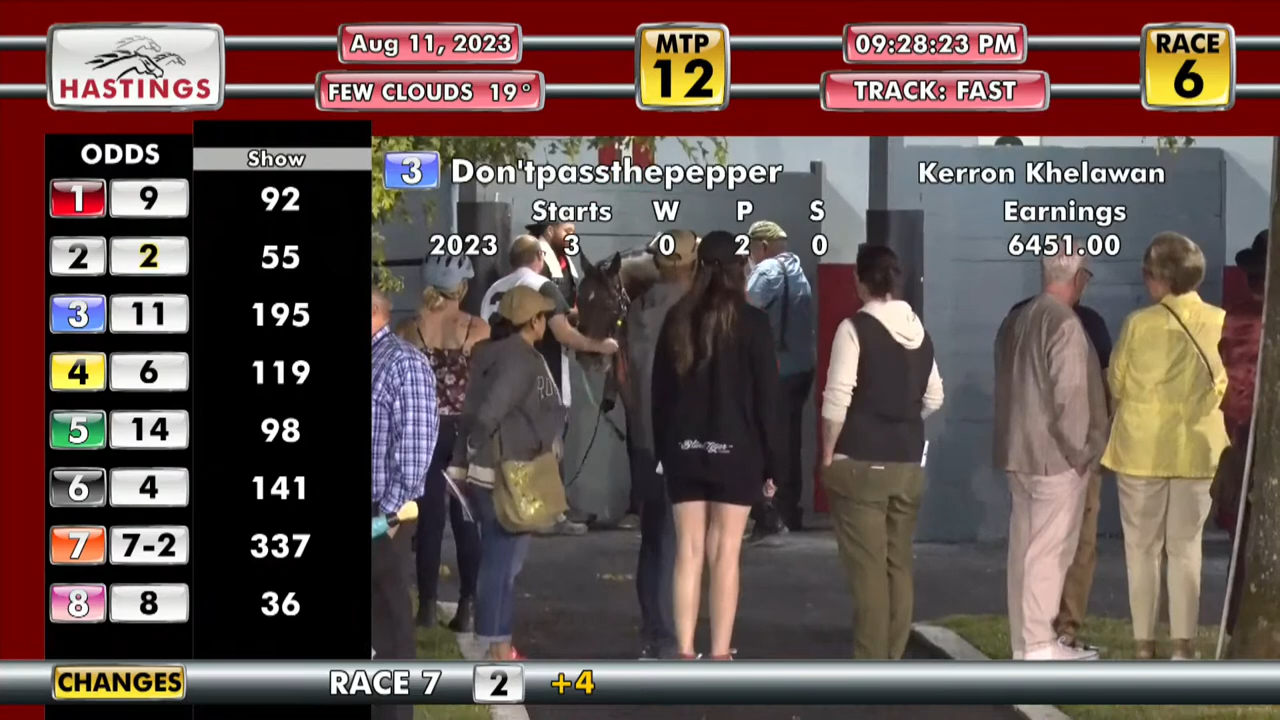 HASTINGS
Aug 11, 2023
FEW CLOUDS 19°
MTP
12
09:28:23 PM
TRACK: FAST
RACE
6
ODDS Show
1 9 92
2 2 55
3 11 195
4 6 119
5 14 98
6 4 141
7 7-2 337
8 8 36
3 Don'tpassthepepper Kerron Khelawan
Starts W P S Earnings
2023 3 0 2 0 6451.00
CHANGES RACE 7 2 +4